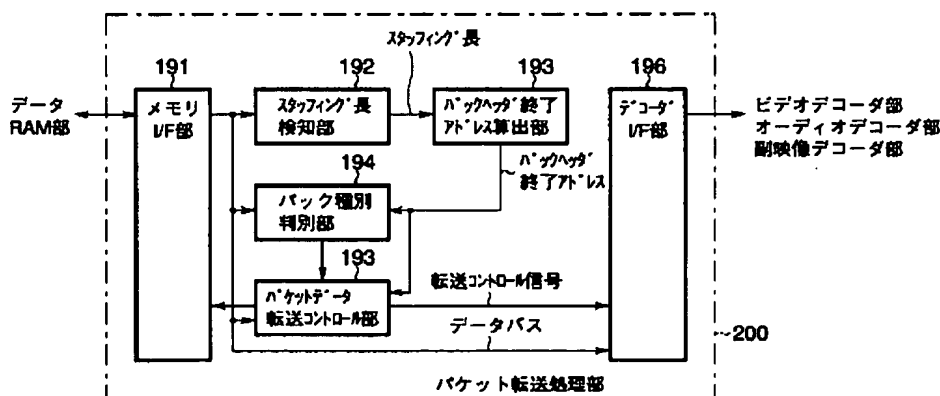 スタッフィング長
191
192
193
196
データ
RAM部
メモリ
I/F部
スタッフィング長
検知部
パックヘッダ終了
アドレス算出部
デコーダ
I/F部
ビデオデコーダ部
オーディオデコーダ部
副映像デコーダ部
パックヘッダ
終了アドレス
194
パック種別
判別部
193
パケットデータ
転送コントロール部
転送コントロール信号
データバス
200
パケット転送処理部